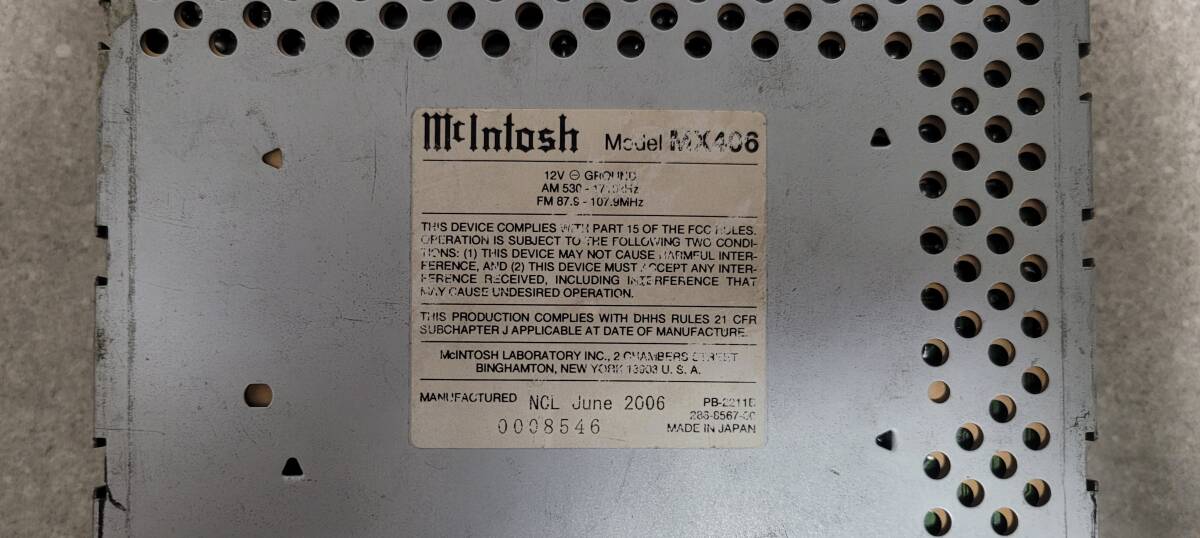 McIntosh Model MX406
12V ⊖ GROUND
AM 530 - 1710kHz
FM 87.9 - 107.9MHz
THIS DEVICE COMPLIES WITH PART 15 OF THE FCC RULES.
OPERATION IS SUBJECT TO THE FOLLOWING TWO CONDI-
TIONS: (1) THIS DEVICE MAY NOT CAUSE HARMFUL INTER-
FERENCE, AND (2) THIS DEVICE MUST ACCEPT ANY INTER-
FERENCE RECEIVED, INCLUDING INTERFERENCE THAT
MAY CAUSE UNDESIRED OPERATION.
THIS PRODUCTION COMPLIES WITH DHHS RULES 21 CFR
SUBCHAPTER J APPLICABLE AT DATE OF MANUFACTURE.
McINTOSH LABORATORY INC., 2 CHAMBERS STREET
BINGHAMTON, NEW YORK 13903 U. S. A.
MANUFACTURED NCL June 2006
0008546
MADE IN JAPAN